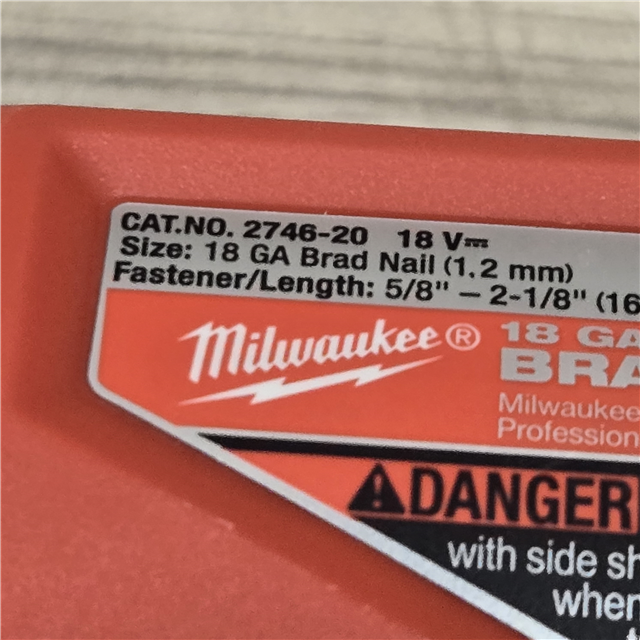 CAT.NO. 2746-20 18 V⎓
Size: 18 GA Brad Nail (1,2 mm)
Fastener/Length: 5/8" – 2-1/8" (16
Milwaukee®
18 GA
BRA
Milwaukee
Profession
⚠DANGER
with side sh
when